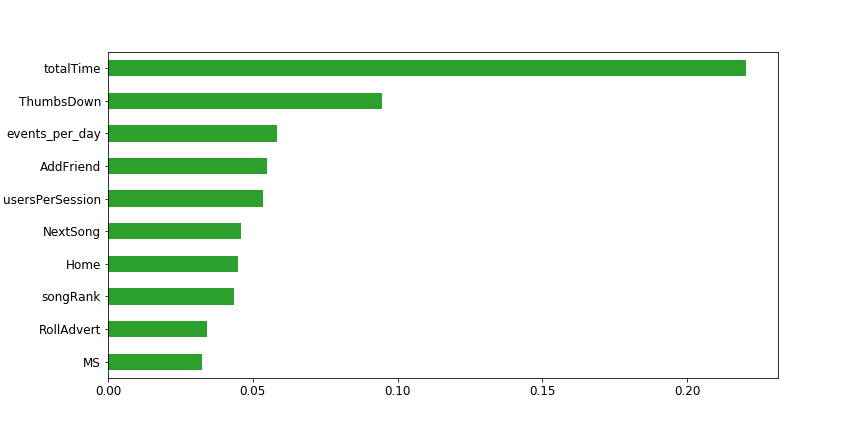 totalTime
ThumbsDown
events_per_day
AddFriend
usersPerSession
NextSong
Home
songRank
RollAdvert
MS
0.00 0.05 0.10 0.15 0.20